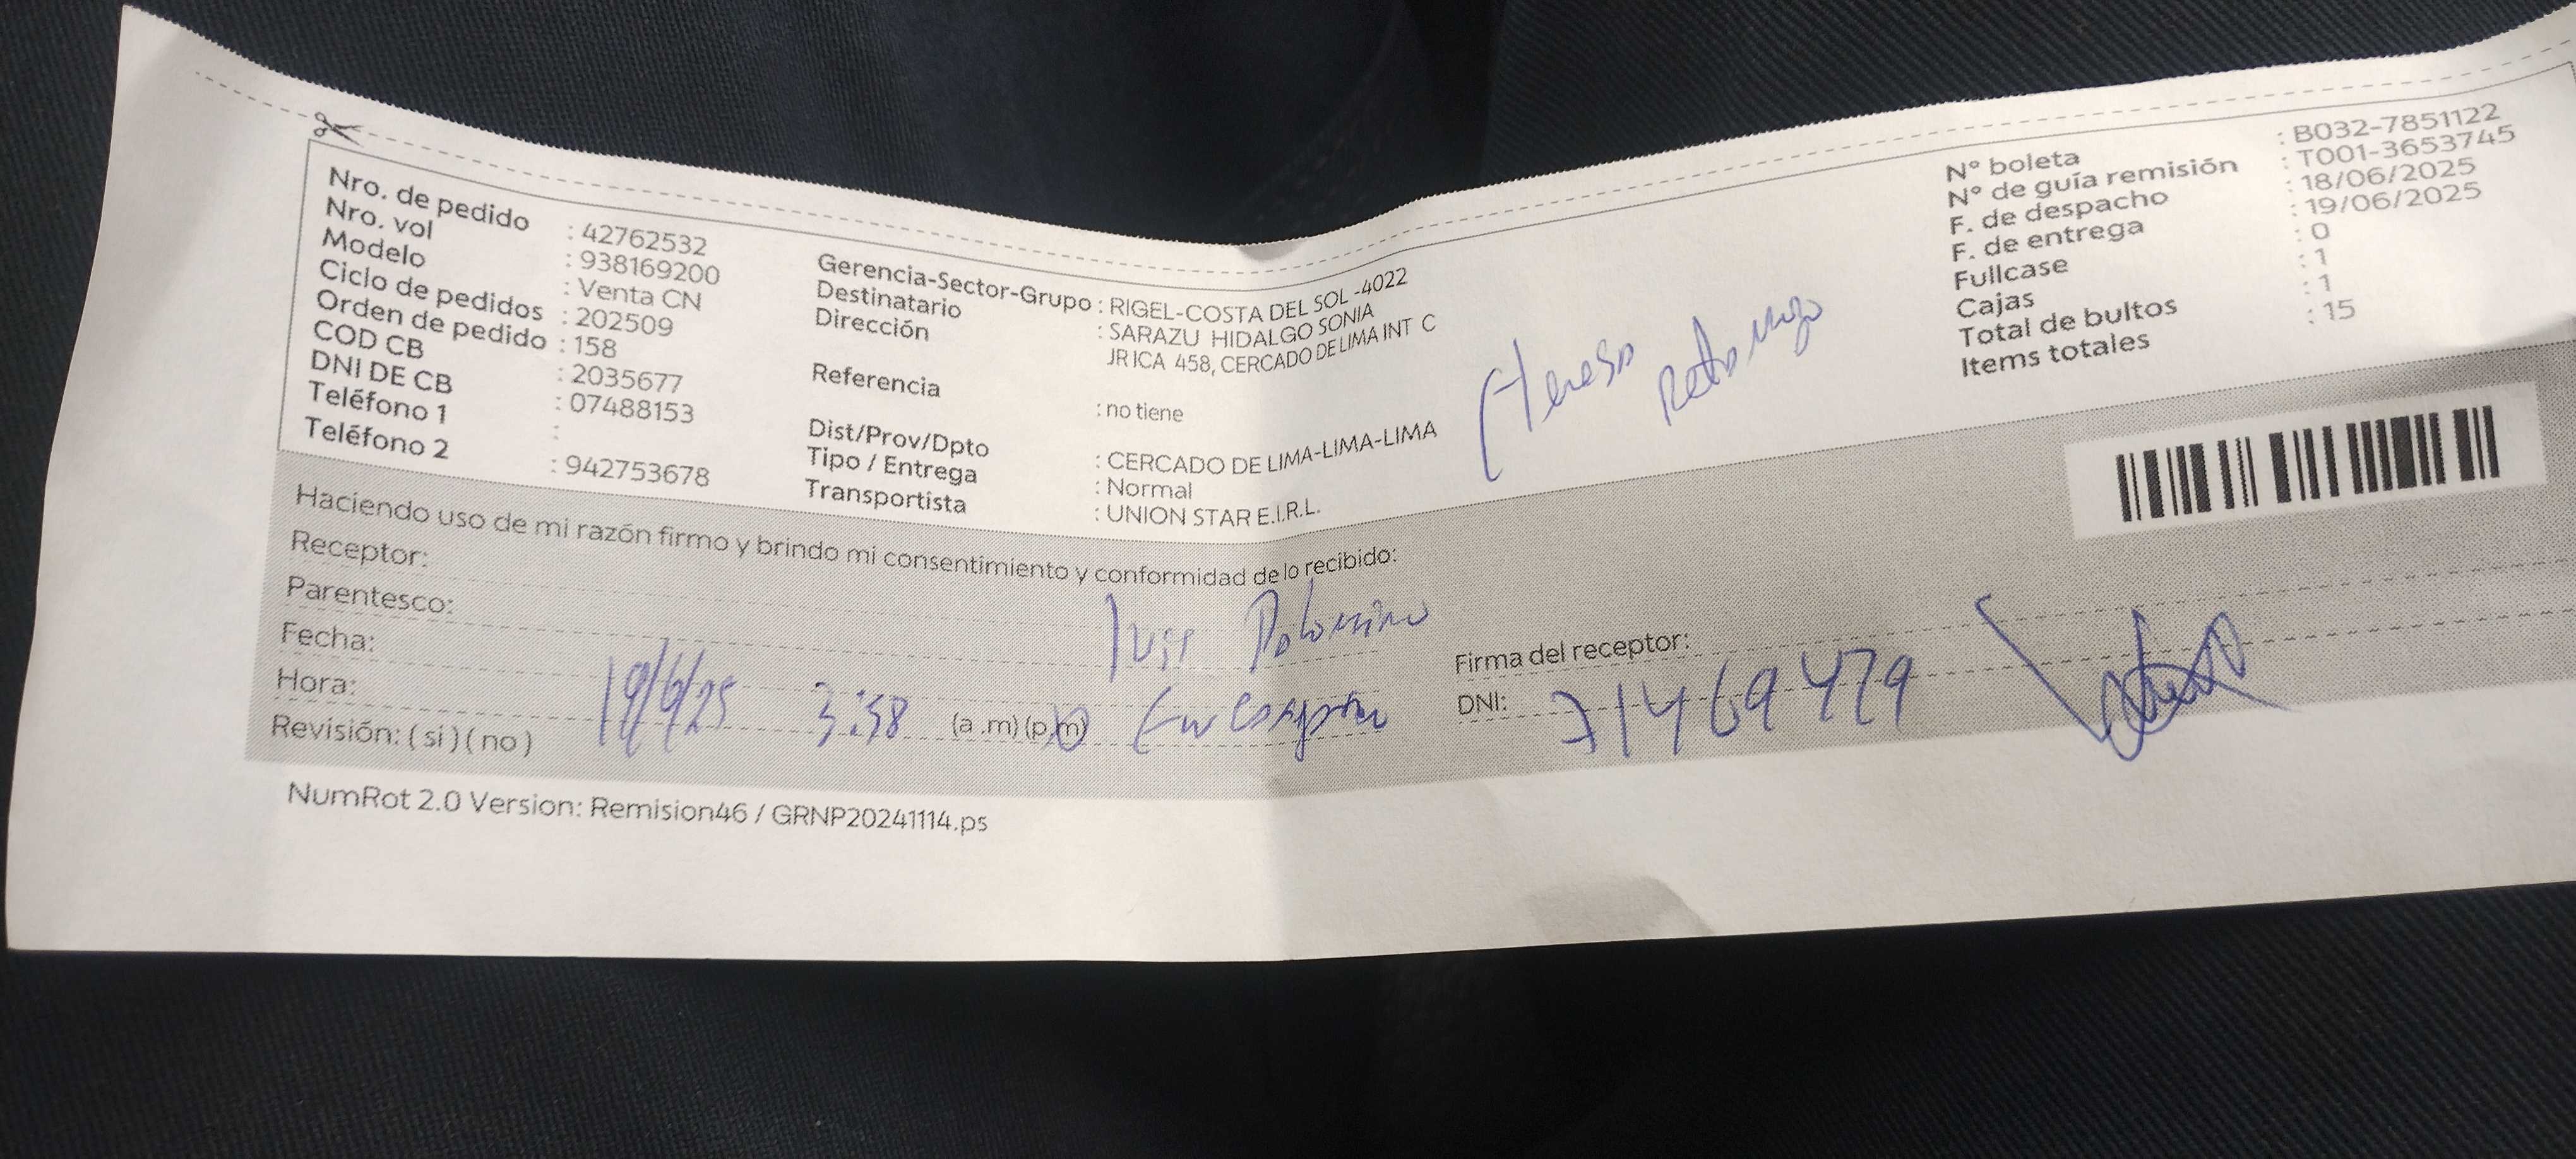 Nro. de pedido : 42762532
Nro. vol : 938169200
Modelo : Venta CN
Ciclo de pedidos : 202509
Orden de pedido : 158
COD CB : 2035677
DNI DE CB : 07488153
Teléfono 1 :
Teléfono 2 : 942753678
Gerencia-Sector-Grupo : RIGEL-COSTA DEL SOL -4022
Destinatario : SARAZU HIDALGO SONIA
Dirección JR ICA 458, CERCADO DE LIMA INT C
Referencia : no tiene
Dist/Prov/Dpto : CERCADO DE LIMA-LIMA-LIMA
Tipo / Entrega : Normal
Transportista : UNION STAR E.I.R.L.
N° boleta : B032-7851122
N° de guía remisión : T001-3653745
F. de despacho : 18/06/2025
F. de entrega : 19/06/2025
Fullcase : 0
Cajas : 1
Total de bultos : 1
Items totales : 15
Haciendo uso de mi razón firmo y brindo mi consentimiento y conformidad de lo recibido:
Receptor: Palomino
Parentesco:
Fecha: 19/6/25
Hora: 3:58 (a .m) (p.m)
Revisión: ( si ) ( no )
Firma del receptor:
DNI: 71469479
NumRot 2.0 Version: Remision46 / GRNP20241114.ps